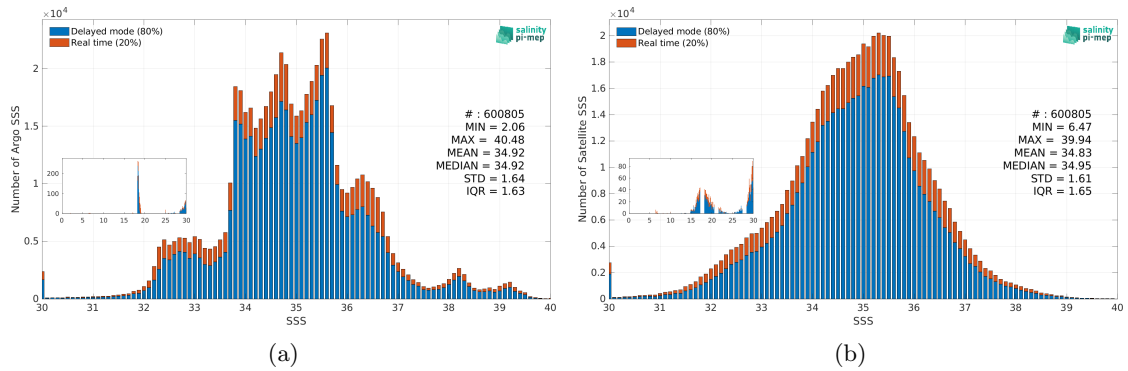 ×10⁴
Delayed mode (80%)
Real time (20%)
salinity
pi-mep
# : 600805
MIN = 2.06
MAX = 40.48
MEAN = 34.92
MEDIAN = 34.92
STD = 1.64
IQR = 1.63
Number of Argo SSS
2
1.5
1
0.5
0
200
100
0
0 5 10 15 20 25 30
30 31 32 33 34 35 36 37 38 39 40
SSS
(a)
×10⁴
Delayed mode (80%)
Real time (20%)
salinity
pi-mep
# : 600805
MIN = 6.47
MAX = 39.94
MEAN = 34.83
MEDIAN = 34.95
STD = 1.61
IQR = 1.65
Number of Satellite SSS
2
1.8
1.6
1.4
1.2
1
0.8
0.6
0.4
0.2
0
80
60
40
20
0
0 5 10 15 20 25 30
30 31 32 33 34 35 36 37 38 39 40
SSS
(b)